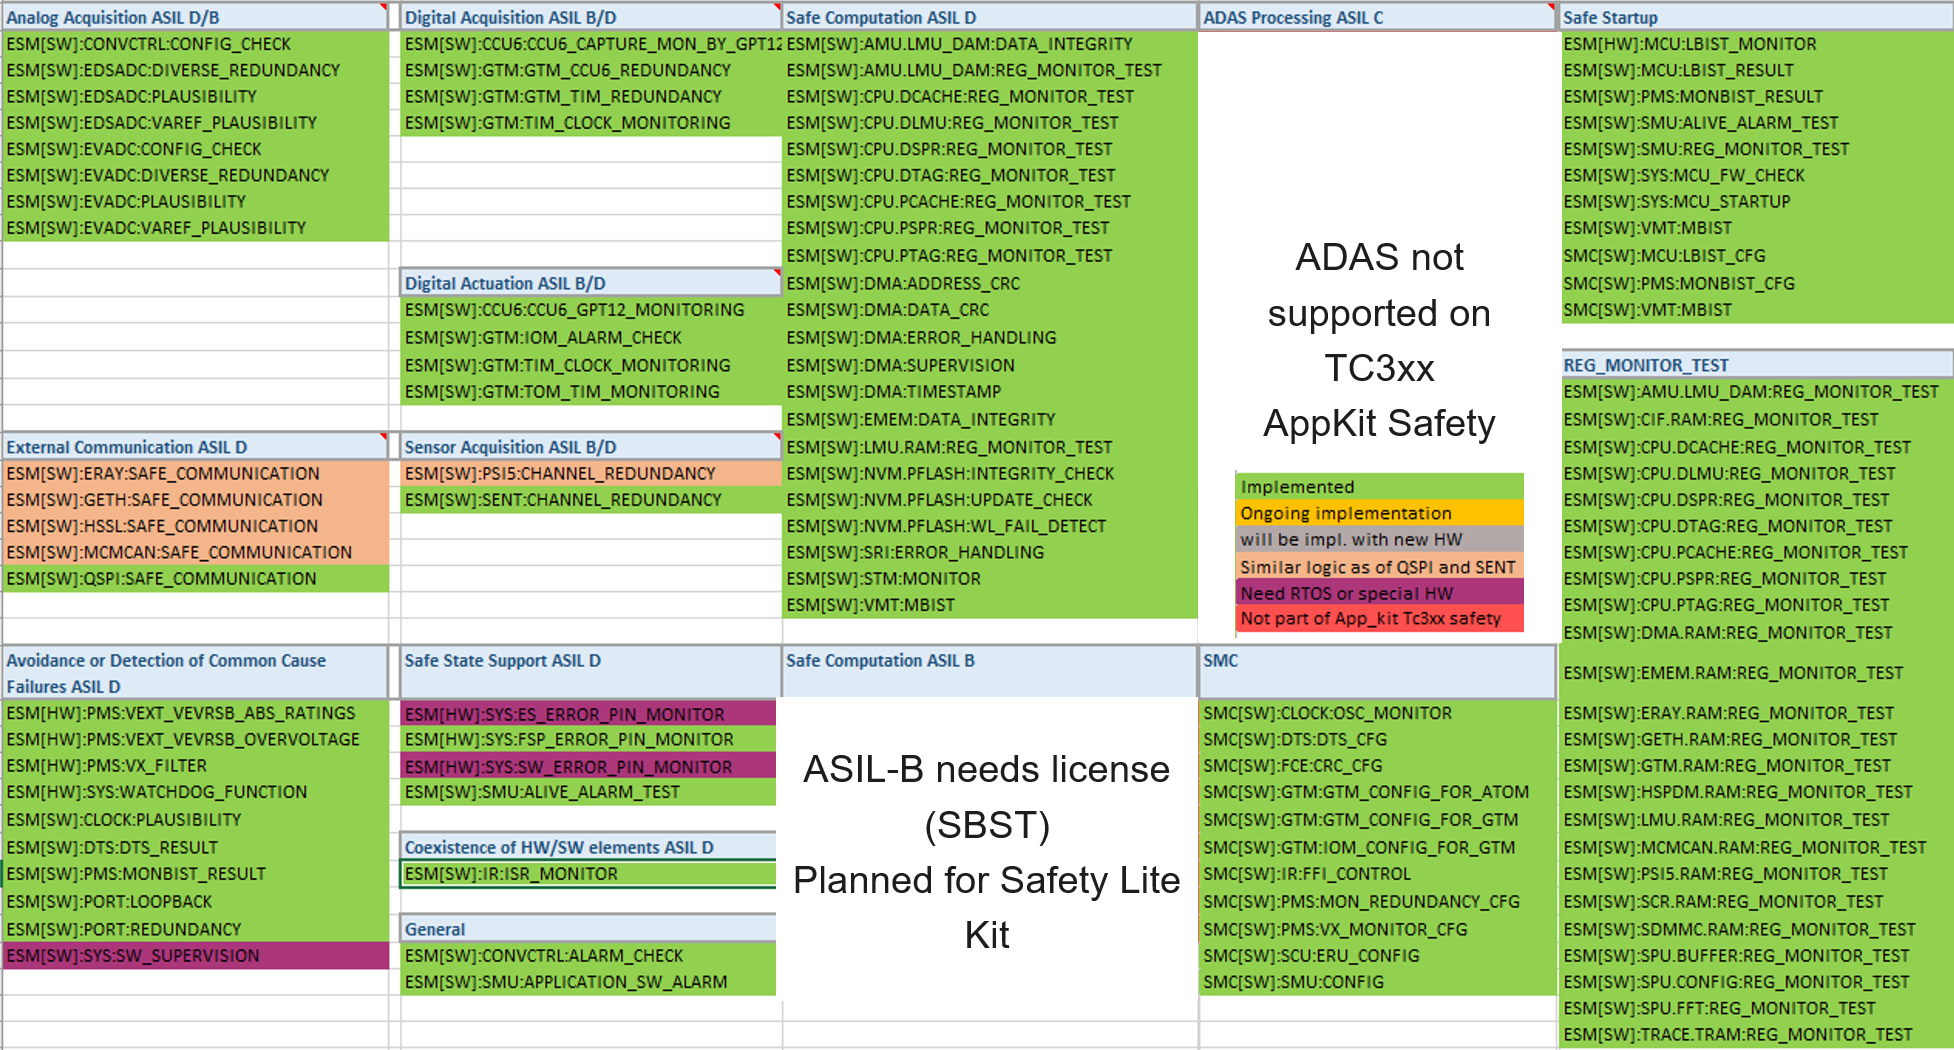 Analog Acquisition ASIL D/B
ESM[SW]:CONVCTRL:CONFIG_CHECK
ESM[SW]:EDSADC:DIVERSE_REDUNDANCY
ESM[SW]:EDSADC:PLAUSIBILITY
ESM[SW]:EDSADC:VAREF_PLAUSIBILITY
ESM[SW]:EVADC:CONFIG_CHECK
ESM[SW]:EVADC:DIVERSE_REDUNDANCY
ESM[SW]:EVADC:PLAUSIBILITY
ESM[SW]:EVADC:VAREF_PLAUSIBILITY
External Communication ASIL D
ESM[SW]:ERAY:SAFE_COMMUNICATION
ESM[SW]:GETH:SAFE_COMMUNICATION
ESM[SW]:HSSL:SAFE_COMMUNICATION
ESM[SW]:MCMCAN:SAFE_COMMUNICATION
ESM[SW]:QSPI:SAFE_COMMUNICATION
Avoidance or Detection of Common Cause
Failures ASIL D
ESM[HW]:PMS:VEXT_VEVRSB_ABS_RATINGS
ESM[HW]:PMS:VEXT_VEVRSB_OVERVOLTAGE
ESM[HW]:PMS:VX_FILTER
ESM[HW]:SYS:WATCHDOG_FUNCTION
ESM[SW]:CLOCK:PLAUSIBILITY
ESM[SW]:DTS:DTS_RESULT
ESM[SW]:PMS:MONBIST_RESULT
ESM[SW]:PORT:LOOPBACK
ESM[SW]:PORT:REDUNDANCY
ESM[SW]:SYS:SW_SUPERVISION
Digital Acquisition ASIL B/D
ESM[SW]:CCU6:CCU6_CAPTURE_MON_BY_GPT12
ESM[SW]:GTM:GTM_CCU6_REDUNDANCY
ESM[SW]:GTM:GTM_TIM_REDUNDANCY
ESM[SW]:GTM:TIM_CLOCK_MONITORING
Digital Actuation ASIL B/D
ESM[SW]:CCU6:CCU6_GPT12_MONITORING
ESM[SW]:GTM:IOM_ALARM_CHECK
ESM[SW]:GTM:TIM_CLOCK_MONITORING
ESM[SW]:GTM:TOM_TIM_MONITORING
Sensor Acquisition ASIL B/D
ESM[SW]:PSI5:CHANNEL_REDUNDANCY
ESM[SW]:SENT:CHANNEL_REDUNDANCY
Safe State Support ASIL D
ESM[HW]:SYS:ES_ERROR_PIN_MONITOR
ESM[HW]:SYS:FSP_ERROR_PIN_MONITOR
ESM[HW]:SYS:SW_ERROR_PIN_MONITOR
ESM[SW]:SMU:ALIVE_ALARM_TEST
Coexistence of HW/SW elements ASIL D
ESM[SW]:IR:ISR_MONITOR
General
ESM[SW]:CONVCTRL:ALARM_CHECK
ESM[SW]:SMU:APPLICATION_SW_ALARM
Safe Computation ASIL D
ESM[SW]:AMU.LMU_DAM:DATA_INTEGRITY
ESM[SW]:AMU.LMU_DAM:REG_MONITOR_TEST
ESM[SW]:CPU.DCACHE:REG_MONITOR_TEST
ESM[SW]:CPU.DLMU:REG_MONITOR_TEST
ESM[SW]:CPU.DSPR:REG_MONITOR_TEST
ESM[SW]:CPU.DTAG:REG_MONITOR_TEST
ESM[SW]:CPU.PCACHE:REG_MONITOR_TEST
ESM[SW]:CPU.PSPR:REG_MONITOR_TEST
ESM[SW]:CPU.PTAG:REG_MONITOR_TEST
ESM[SW]:DMA:ADDRESS_CRC
ESM[SW]:DMA:DATA_CRC
ESM[SW]:DMA:ERROR_HANDLING
ESM[SW]:DMA:SUPERVISION
ESM[SW]:DMA:TIMESTAMP
ESM[SW]:EMEM:DATA_INTEGRITY
ESM[SW]:LMU.RAM:REG_MONITOR_TEST
ESM[SW]:NVM.PFLASH:INTEGRITY_CHECK
ESM[SW]:NVM.PFLASH:UPDATE_CHECK
ESM[SW]:NVM.PFLASH:WL_FAIL_DETECT
ESM[SW]:SRI:ERROR_HANDLING
ESM[SW]:STM:MONITOR
ESM[SW]:VMT:MBIST
Safe Computation ASIL B
ASIL-B needs license
(SBST)
Planned for Safety Lite
Kit
ADAS Processing ASIL C
ADAS not
supported on
TC3xx
AppKit Safety
Implemented
Ongoing implementation
will be impl. with new HW
Similar logic as of QSPI and SENT
Need RTOS or special HW
Not part of App_kit Tc3xx safety
SMC
SMC[SW]:CLOCK:OSC_MONITOR
SMC[SW]:DTS:DTS_CFG
SMC[SW]:FCE:CRC_CFG
SMC[SW]:GTM:GTM_CONFIG_FOR_ATOM
SMC[SW]:GTM:GTM_CONFIG_FOR_GTM
SMC[SW]:GTM:IOM_CONFIG_FOR_GTM
SMC[SW]:IR:FFI_CONTROL
SMC[SW]:PMS:MON_REDUNDANCY_CFG
SMC[SW]:PMS:VX_MONITOR_CFG
SMC[SW]:SCU:ERU_CONFIG
SMC[SW]:SMU:CONFIG
Safe Startup
ESM[HW]:MCU:LBIST_MONITOR
ESM[SW]:MCU:LBIST_RESULT
ESM[SW]:PMS:MONBIST_RESULT
ESM[SW]:SMU:ALIVE_ALARM_TEST
ESM[SW]:SMU:REG_MONITOR_TEST
ESM[SW]:SYS:MCU_FW_CHECK
ESM[SW]:SYS:MCU_STARTUP
ESM[SW]:VMT:MBIST
SMC[SW]:MCU:LBIST_CFG
SMC[SW]:PMS:MONBIST_CFG
SMC[SW]:VMT:MBIST
REG_MONITOR_TEST
ESM[SW]:AMU.LMU_DAM:REG_MONITOR_TEST
ESM[SW]:CIF.RAM:REG_MONITOR_TEST
ESM[SW]:CPU.DCACHE:REG_MONITOR_TEST
ESM[SW]:CPU.DLMU:REG_MONITOR_TEST
ESM[SW]:CPU.DSPR:REG_MONITOR_TEST
ESM[SW]:CPU.DTAG:REG_MONITOR_TEST
ESM[SW]:CPU.PCACHE:REG_MONITOR_TEST
ESM[SW]:CPU.PSPR:REG_MONITOR_TEST
ESM[SW]:CPU.PTAG:REG_MONITOR_TEST
ESM[SW]:DMA.RAM:REG_MONITOR_TEST
ESM[SW]:EMEM.RAM:REG_MONITOR_TEST
ESM[SW]:ERAY.RAM:REG_MONITOR_TEST
ESM[SW]:GETH.RAM:REG_MONITOR_TEST
ESM[SW]:GTM.RAM:REG_MONITOR_TEST
ESM[SW]:HSPDM.RAM:REG_MONITOR_TEST
ESM[SW]:LMU.RAM:REG_MONITOR_TEST
ESM[SW]:MCMCAN.RAM:REG_MONITOR_TEST
ESM[SW]:PSI5.RAM:REG_MONITOR_TEST
ESM[SW]:SCR.RAM:REG_MONITOR_TEST
ESM[SW]:SDMMC.RAM:REG_MONITOR_TEST
ESM[SW]:SPU.BUFFER:REG_MONITOR_TEST
ESM[SW]:SPU.CONFIG:REG_MONITOR_TEST
ESM[SW]:SPU.FFT:REG_MONITOR_TEST
ESM[SW]:TRACE.TRAM:REG_MONITOR_TEST